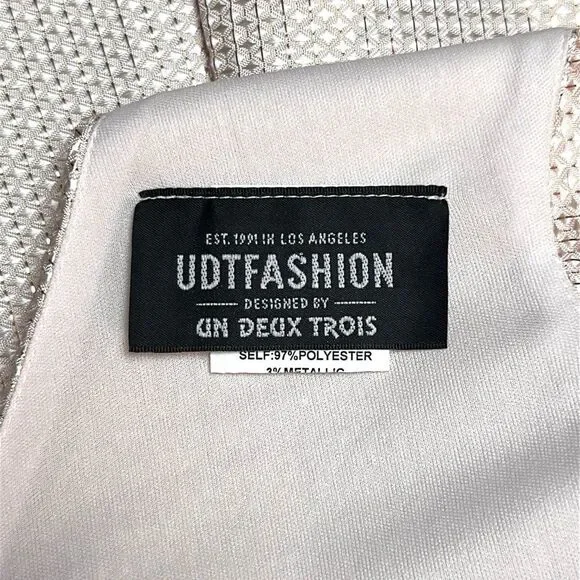 EST. 1991 IN LOS ANGELES
UDTFASHION
DESIGNED BY
UN DEUX TROIS
SELF:97%POLYESTER
3% METALLIC